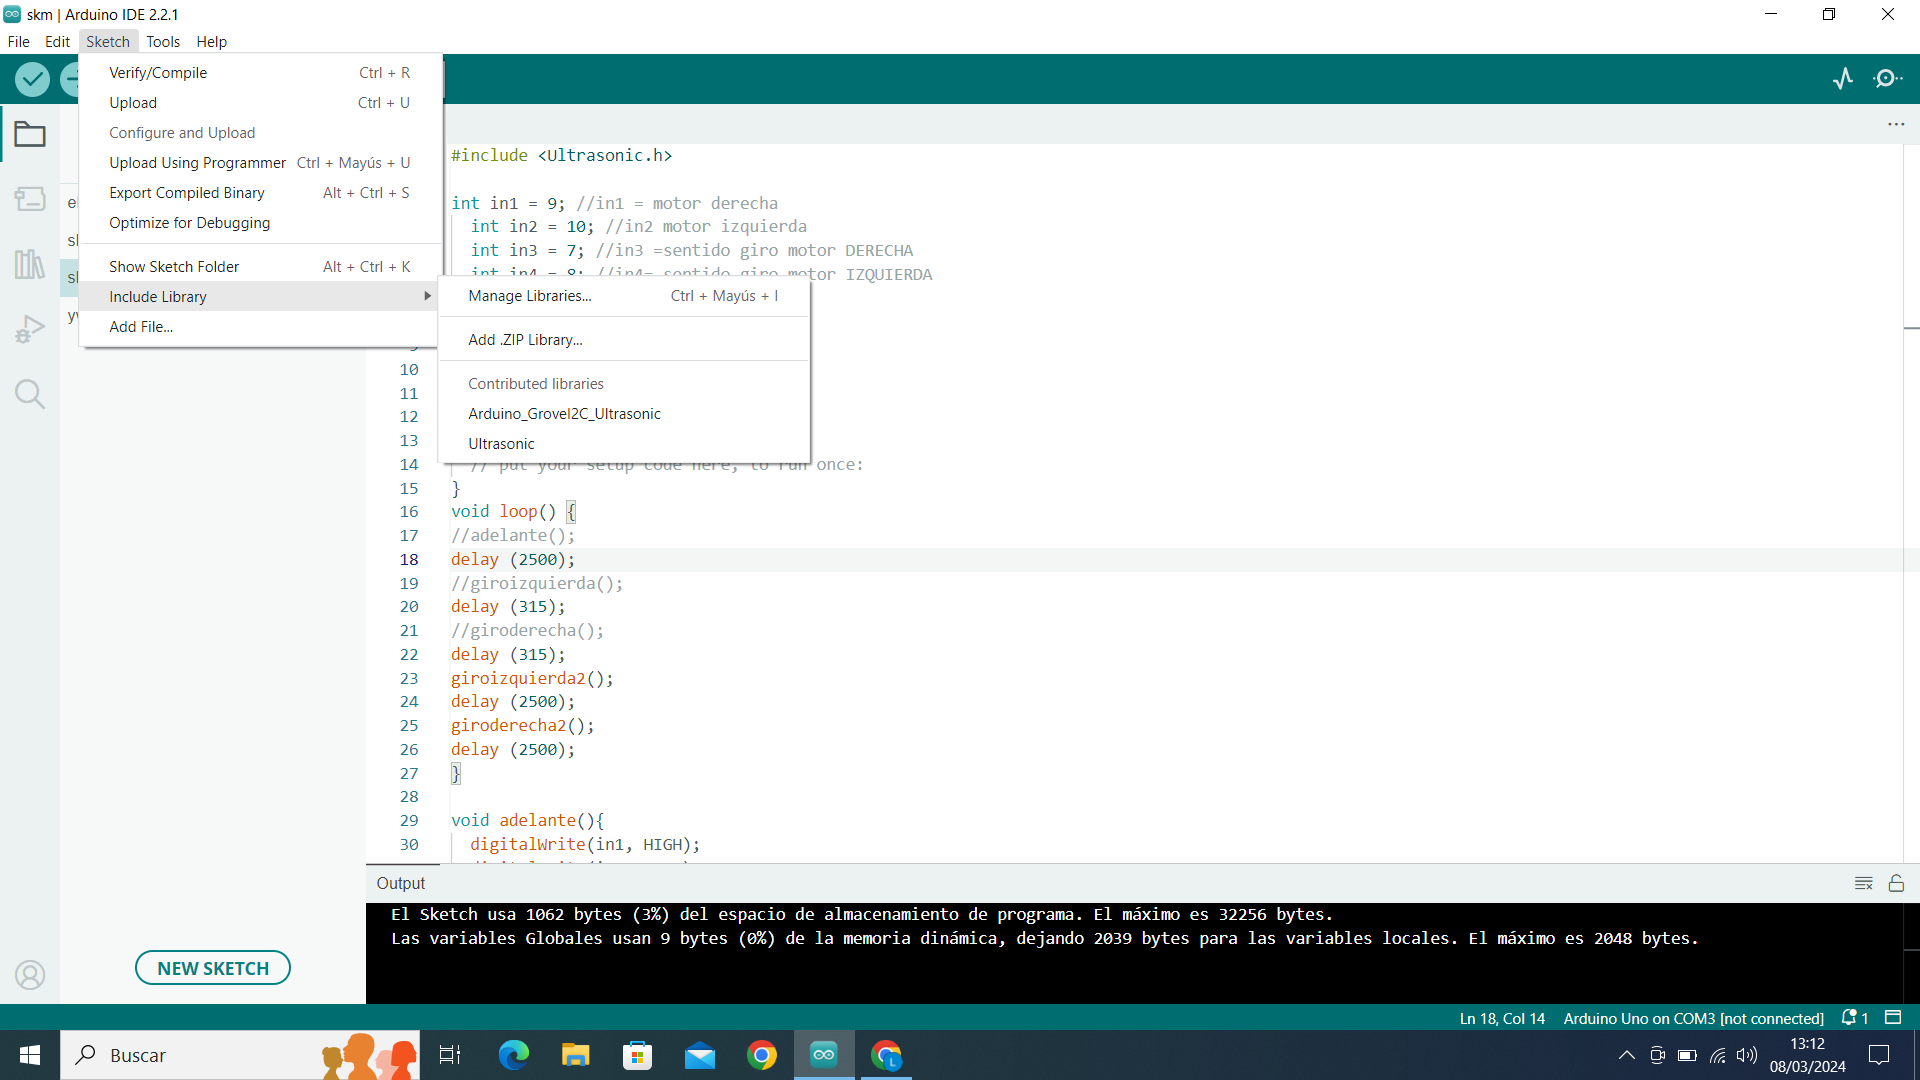 skm | Arduino IDE 2.2.1
File Edit Sketch Tools Help
Verify/Compile Ctrl + R
Upload Ctrl + U
Configure and Upload
Upload Using Programmer Ctrl + Mayús + U
Export Compiled Binary Alt + Ctrl + S
Optimize for Debugging
Show Sketch Folder Alt + Ctrl + K
Include Library
Add File...
Manage Libraries... Ctrl + Mayús + I
Add .ZIP Library...
Contributed libraries
Arduino_GroveI2C_Ultrasonic
Ultrasonic
#include <Ultrasonic.h>
int in1 = 9; //in1 = motor derecha
int in2 = 10; //in2 motor izquierda
int in3 = 7; //in3 =sentido giro motor DERECHA
int in4 = 8; //in4= sentido giro motor IZQUIERDA
10
11
12
13
14 // put your setup code here, to run once:
15 }
16 void loop() {
17 //adelante();
18 delay (2500);
19 //giroizquierda();
20 delay (315);
21 //giroderecha();
22 delay (315);
23 giroizquierda2();
24 delay (2500);
25 giroderecha2();
26 delay (2500);
27 }
28
29 void adelante(){
30 digitalWrite(in1, HIGH);
Output
El Sketch usa 1062 bytes (3%) del espacio de almacenamiento de programa. El máximo es 32256 bytes.
Las variables Globales usan 9 bytes (0%) de la memoria dinámica, dejando 2039 bytes para las variables locales. El máximo es 2048 bytes.
NEW SKETCH
Ln 18, Col 14 Arduino Uno on COM3 [not connected] 1
Buscar
L
13:12
08/03/2024